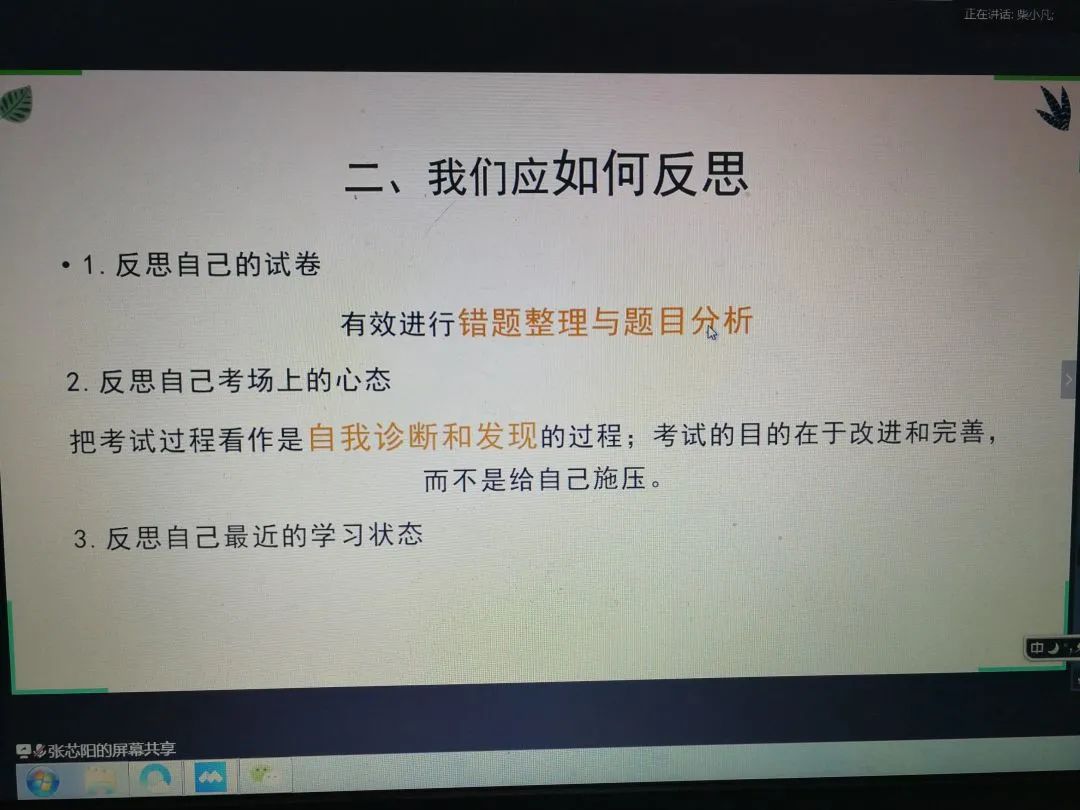 正在讲话: 柴小凡;
二、我们应如何反思
• 1.反思自己的试卷
有效进行错题整理与题目分析
2.反思自己考场上的心态
把考试过程看作是自我诊断和发现的过程；考试的目的在于改进和完善，
而不是给自己施压。
3.反思自己最近的学习状态
中
张芯阳的屏幕共享